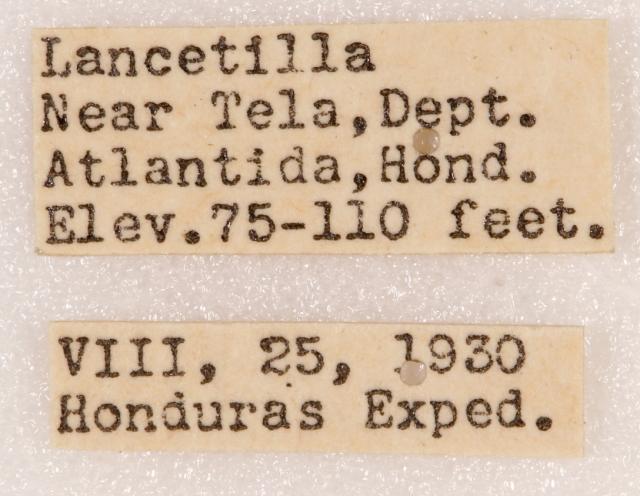 Lancetilla
Near Tela,Dept.
Atlantida,Hond.
Elev.75-110 feet.
VIII, 25, 1930
Honduras Exped.